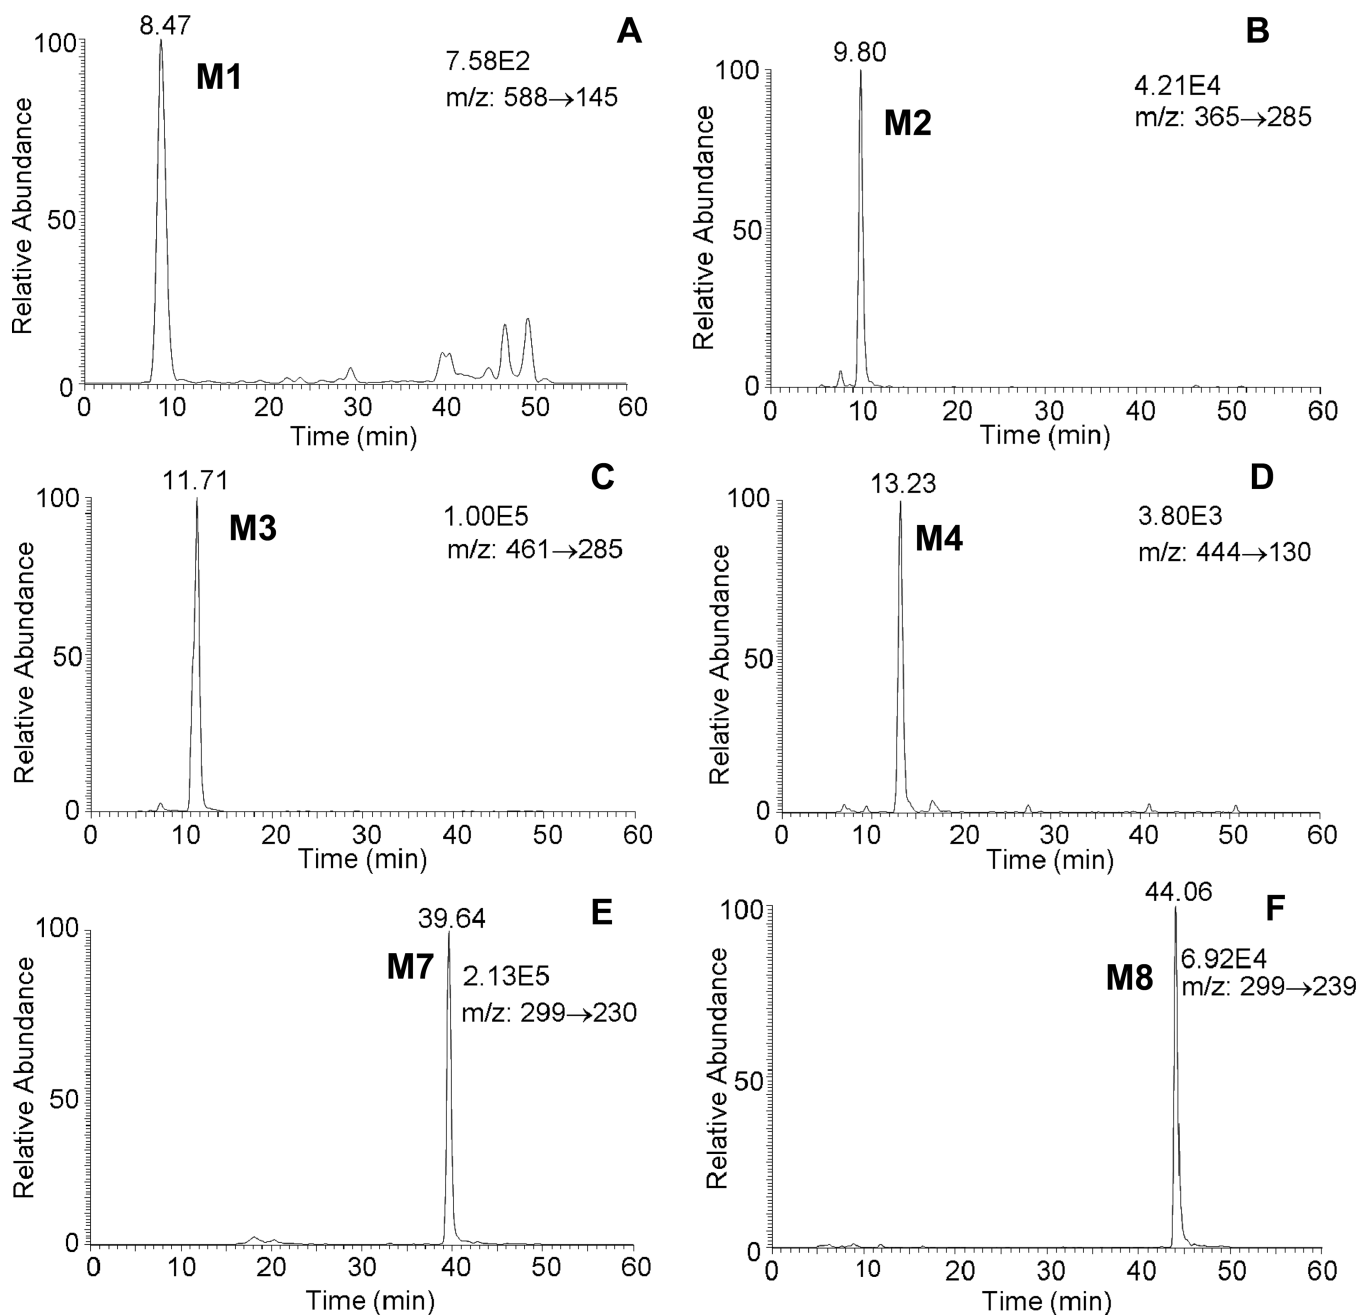 8.47
A
100
7.58E2
M1
m/z: 588→145
Relative Abundance
50
0
0 10 20 30 40 50 60
Time (min)
9.80
B
100
4.21E4
M2
m/z: 365→285
Relative Abundance
50
0
0 10 20 30 40 50 60
Time (min)
11.71
C
100
1.00E5
M3
m/z: 461→285
Relative Abundance
50
0
0 10 20 30 40 50 60
Time (min)
13.23
D
100
3.80E3
M4
m/z: 444→130
Relative Abundance
50
0
0 10 20 30 40 50 60
Time (min)
39.64
E
100
M7
2.13E5
m/z: 299→230
Relative Abundance
50
0
0 10 20 30 40 50 60
Time (min)
44.06
F
100
6.92E4
M8
m/z: 299→239
Relative Abundance
50
0
0 10 20 30 40 50 60
Time (min)